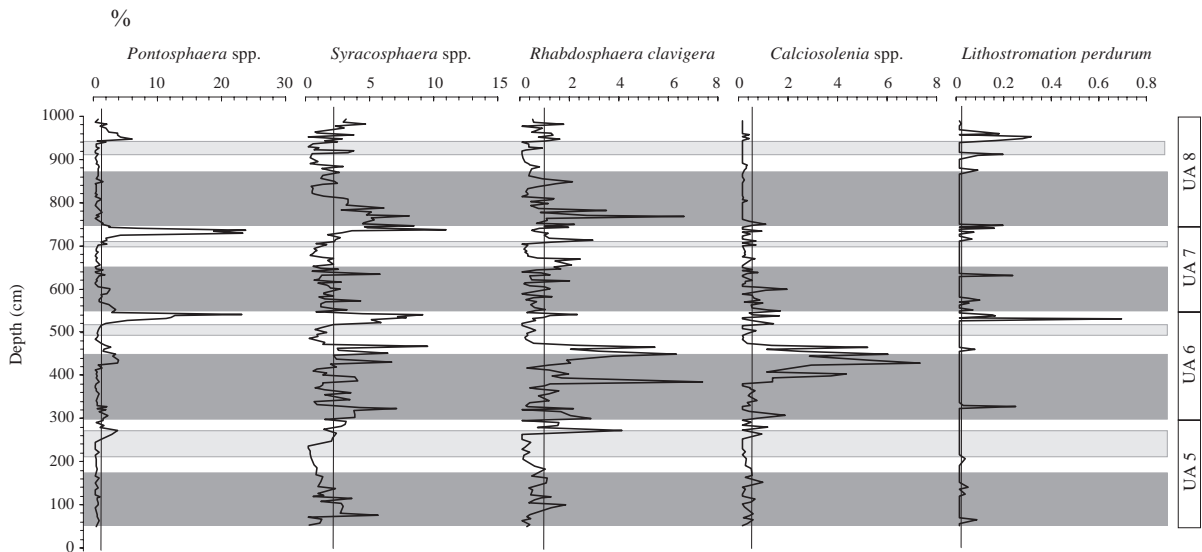 %
Pontosphaera spp. Syracosphaera spp. Rhabdosphaera clavigera Calciosolenia spp. Lithostromation perdurum
0 10 20 30 0 5 10 15 0 2 4 6 8 0 2 4 6 8 0 0.2 0.4 0.6 0.8
1000
900
800
700
600
500
400
300
200
100
0
Depth (cm)
UA 8
UA 7
UA 6
UA 5